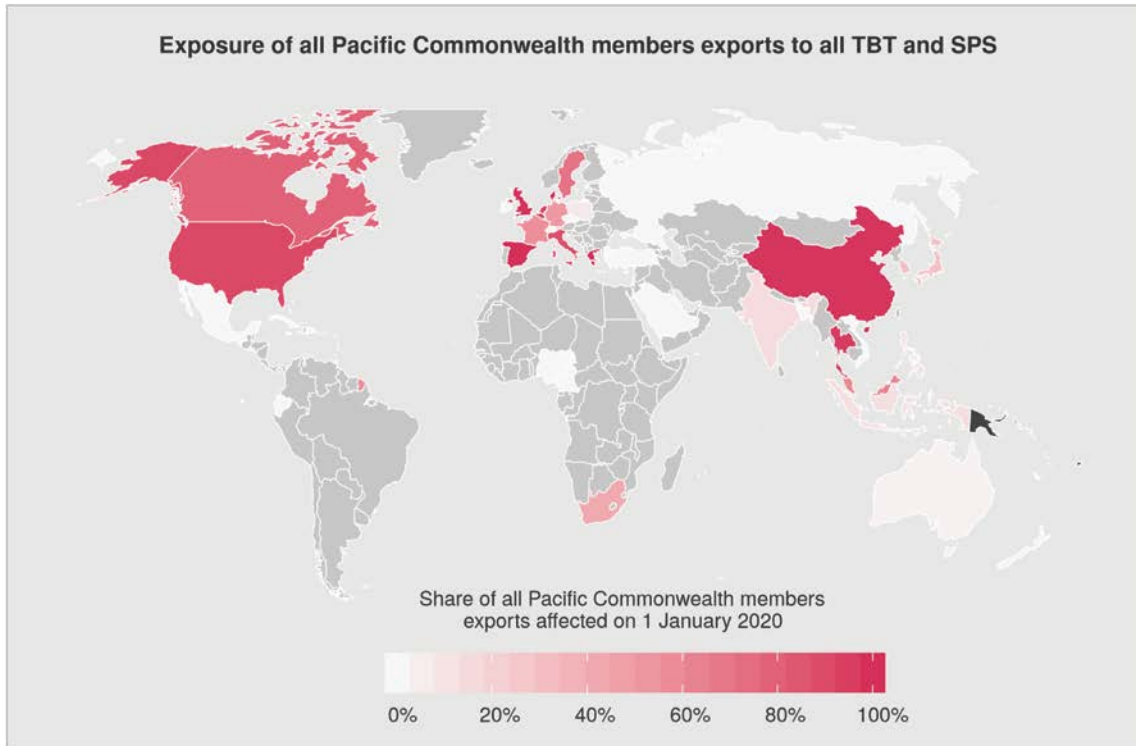 Exposure of all Pacific Commonwealth members exports to all TBT and SPS
Share of all Pacific Commonwealth members
exports affected on 1 January 2020
0% 20% 40% 60% 80% 100%